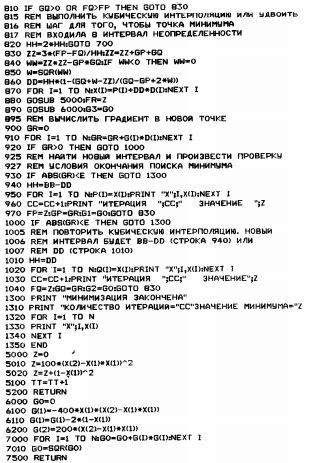 810 IF GQ>0 OR FQ>FP THEN GOTO 830
815 REM ВЫПОЛНИТЬ КУБИЧЕСКУЮ ИНТЕРПОЛЯЦИЮ ИЛИ УДВОИТЬ
816 REM ШАГ ДЛЯ ТОГО, ЧТОБЫ ТОЧКА МИНИМУМА
817 REM ВХОДИЛА В ИНТЕРВАЛ НЕОПРЕДЕЛЕННОСТИ
820 HH=2*HH:GOTO 700
830 ZZ=3*(FP-FQ)/HH:ZZ=ZZ+GP+GQ
840 WW=ZZ*ZZ-GP*GQ:IF WW<0 THEN WW=0
850 W=SQR(WW)
860 DD=HH*(1-(GQ+W-ZZ)/(GQ-GP+2*W))
870 FOR I=1 TO N:X(I)=P(I)+DD*D(I):NEXT I
880 GOSUB 5000:FR=Z
890 GOSUB 6000:G3=G0
895 REM ВЫЧИСЛИТЬ ГРАДИЕНТ В НОВОЙ ТОЧКЕ
900 GR=0
910 FOR I=1 TO N:GR=GR+G(I)*D(I):NEXT I
920 IF GR>0 THEN GOTO 1000
925 REM НАЙТИ НОВЫЙ ИНТЕРВАЛ И ПРОИЗВЕСТИ ПРОВЕРКУ
927 REM УСЛОВИЯ ОКОНЧАНИЯ ПОИСКА МИНИМУМА
930 IF ABS(GR)<E THEN GOTO 1300
940 HH=BB-DD
950 FOR I=1 TO N:P(I)=X(I):PRINT "X";I,X(I):NEXT I
960 CC=CC+1:PRINT "ИТЕРАЦИЯ ";CC;" ЗНАЧЕНИЕ ";Z
970 FP=Z:GP=GR:G1=G0:GOTO 830
1000 IF ABS(GR)<E THEN GOTO 1300
1005 REM ПОВТОРИТЬ КУБИЧЕСКУЮ ИНТЕРПОЛЯЦИЮ. НОВЫЙ
1006 REM ИНТЕРВАЛ БУДЕТ BB-DD (СТРОКА 940) ИЛИ
1007 REM DD (СТРОКА 1010)
1010 HH=DD
1020 FOR I=1 TO N:Q(I)=X(I):PRINT "X";I,X(I):NEXT I
1030 CC=CC+1:PRINT "ИТЕРАЦИЯ ";CC;" ЗНАЧЕНИЕ";Z
1040 FQ=Z:GQ=GR:G2=G0:GOTO 830
1300 PRINT "МИНИМИЗАЦИЯ ЗАКОНЧЕНА"
1310 PRINT "КОЛИЧЕСТВО ИТЕРАЦИЙ="CC"ЗНАЧЕНИЕ МИНИМУМА="Z
1320 FOR I=1 TO N
1330 PRINT "X";I,X(I)
1340 NEXT I
1350 END
5000 Z=0
5010 Z=100*(X(2)-X(1)*X(1))^2
5020 Z=Z+(1-X(1))^2
5100 TT=TT+1
5200 RETURN
6000 G0=0
6100 G(1)=-400*X(1)*(X(2)-X(1)*X(1))
6110 G(1)=G(1)-2*(1-X(1))
6200 G(2)=200*(X(2)-X(1)*X(1))
7000 FOR I=1 TO N:G0=G0+G(I)*G(I):NEXT I
7010 G0=SQR(G0)
7500 RETURN